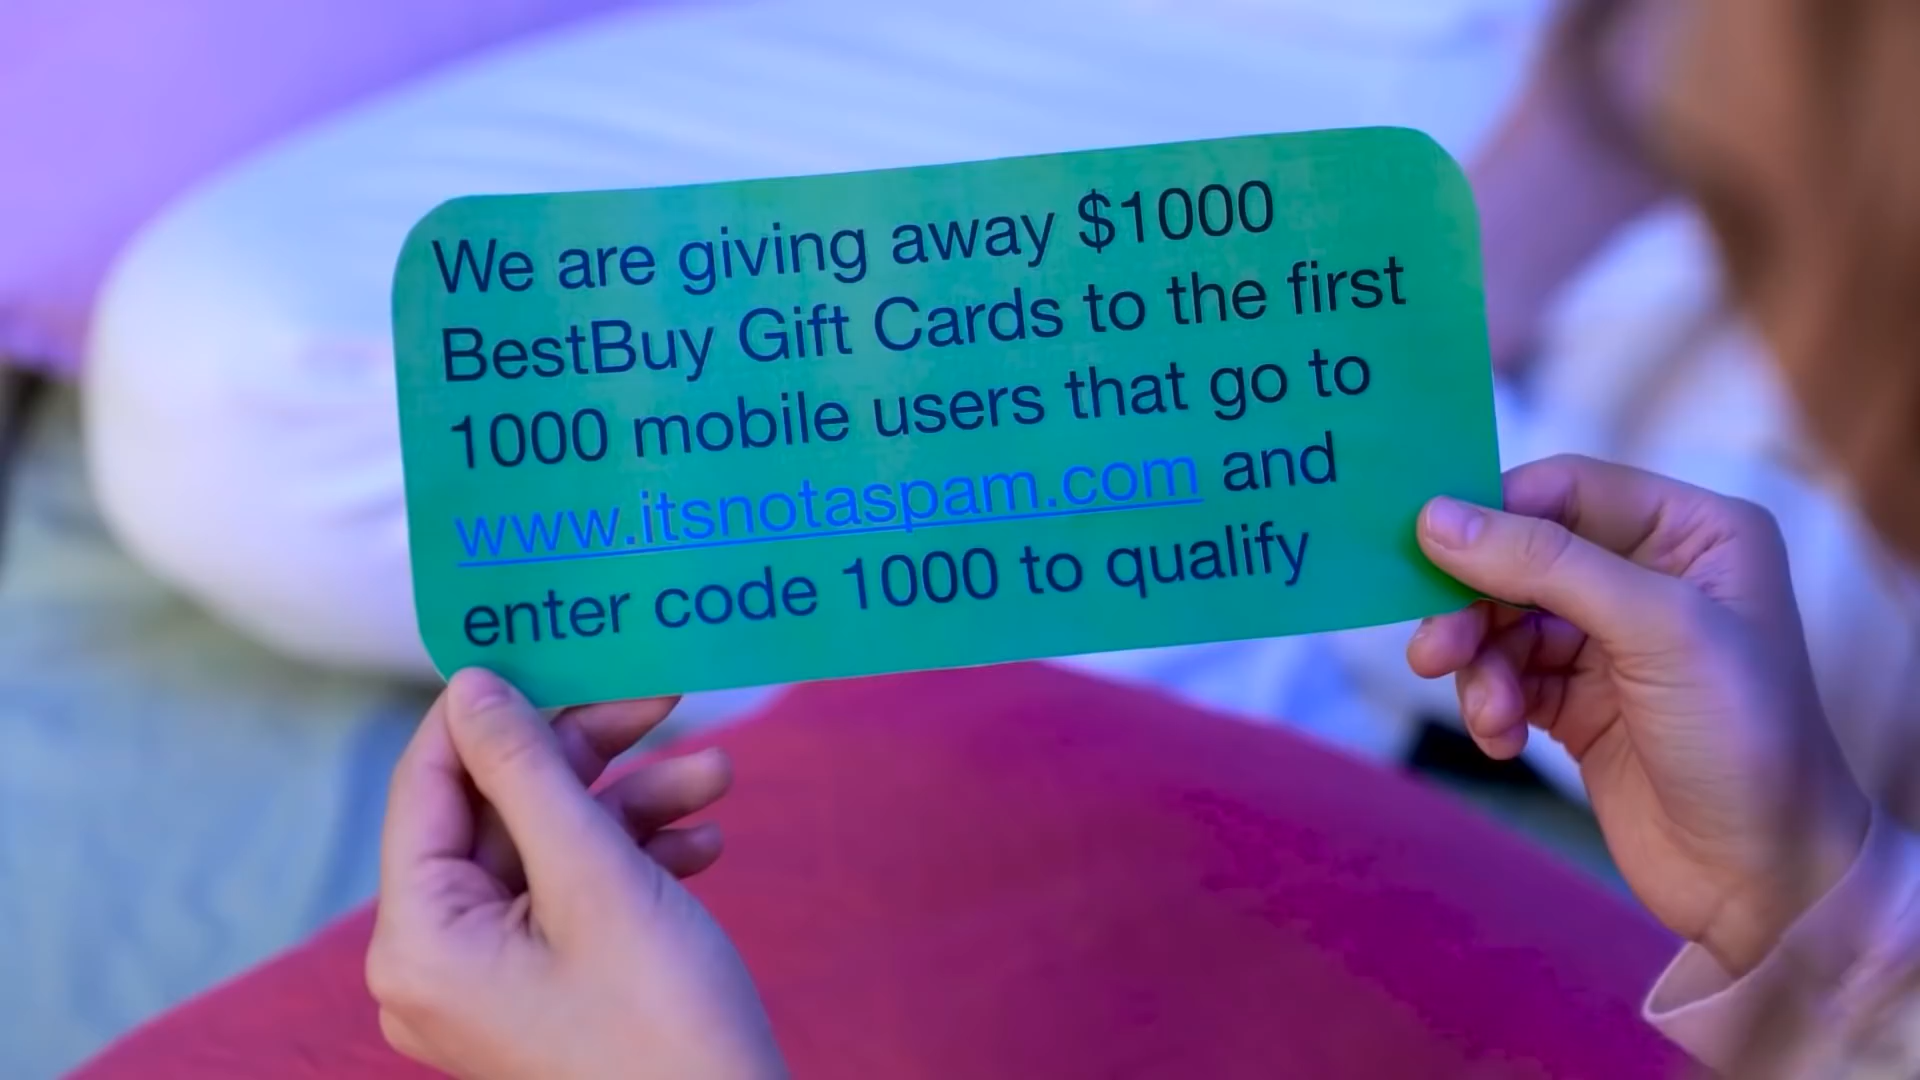 We are giving away $1000
BestBuy Gift Cards to the first
1000 mobile users that go to
www.itsnotaspam.com and
enter code 1000 to qualify